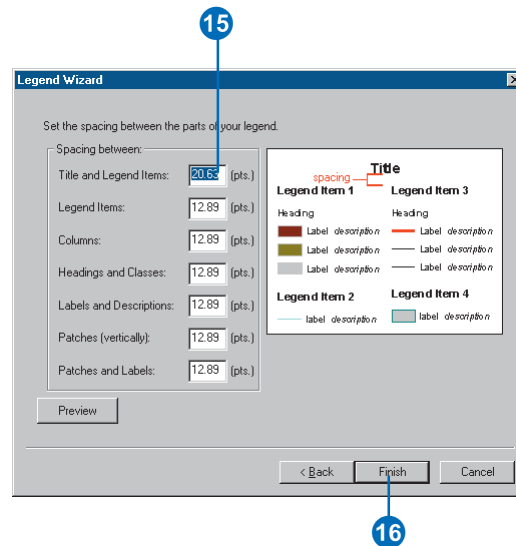 15
Legend Wizard
Set the spacing between the parts of your legend.
Spacing between:
Title and Legend Items: 20.63 (pts.)
Legend Items: 12.89 (pts.)
Columns: 12.89 (pts.)
Headings and Classes: 12.89 (pts.)
Labels and Descriptions: 12.89 (pts.)
Patches (vertically): 12.89 (pts.)
Patches and Labels: 12.89 (pts.)
Title
spacing
Legend Item 1
Heading
Label description
Label description
Label description
Legend Item 2
label description
Legend Item 3
Heading
Label description
Label description
Label description
Legend Item 4
label description
Preview
< Back Finish Cancel
16